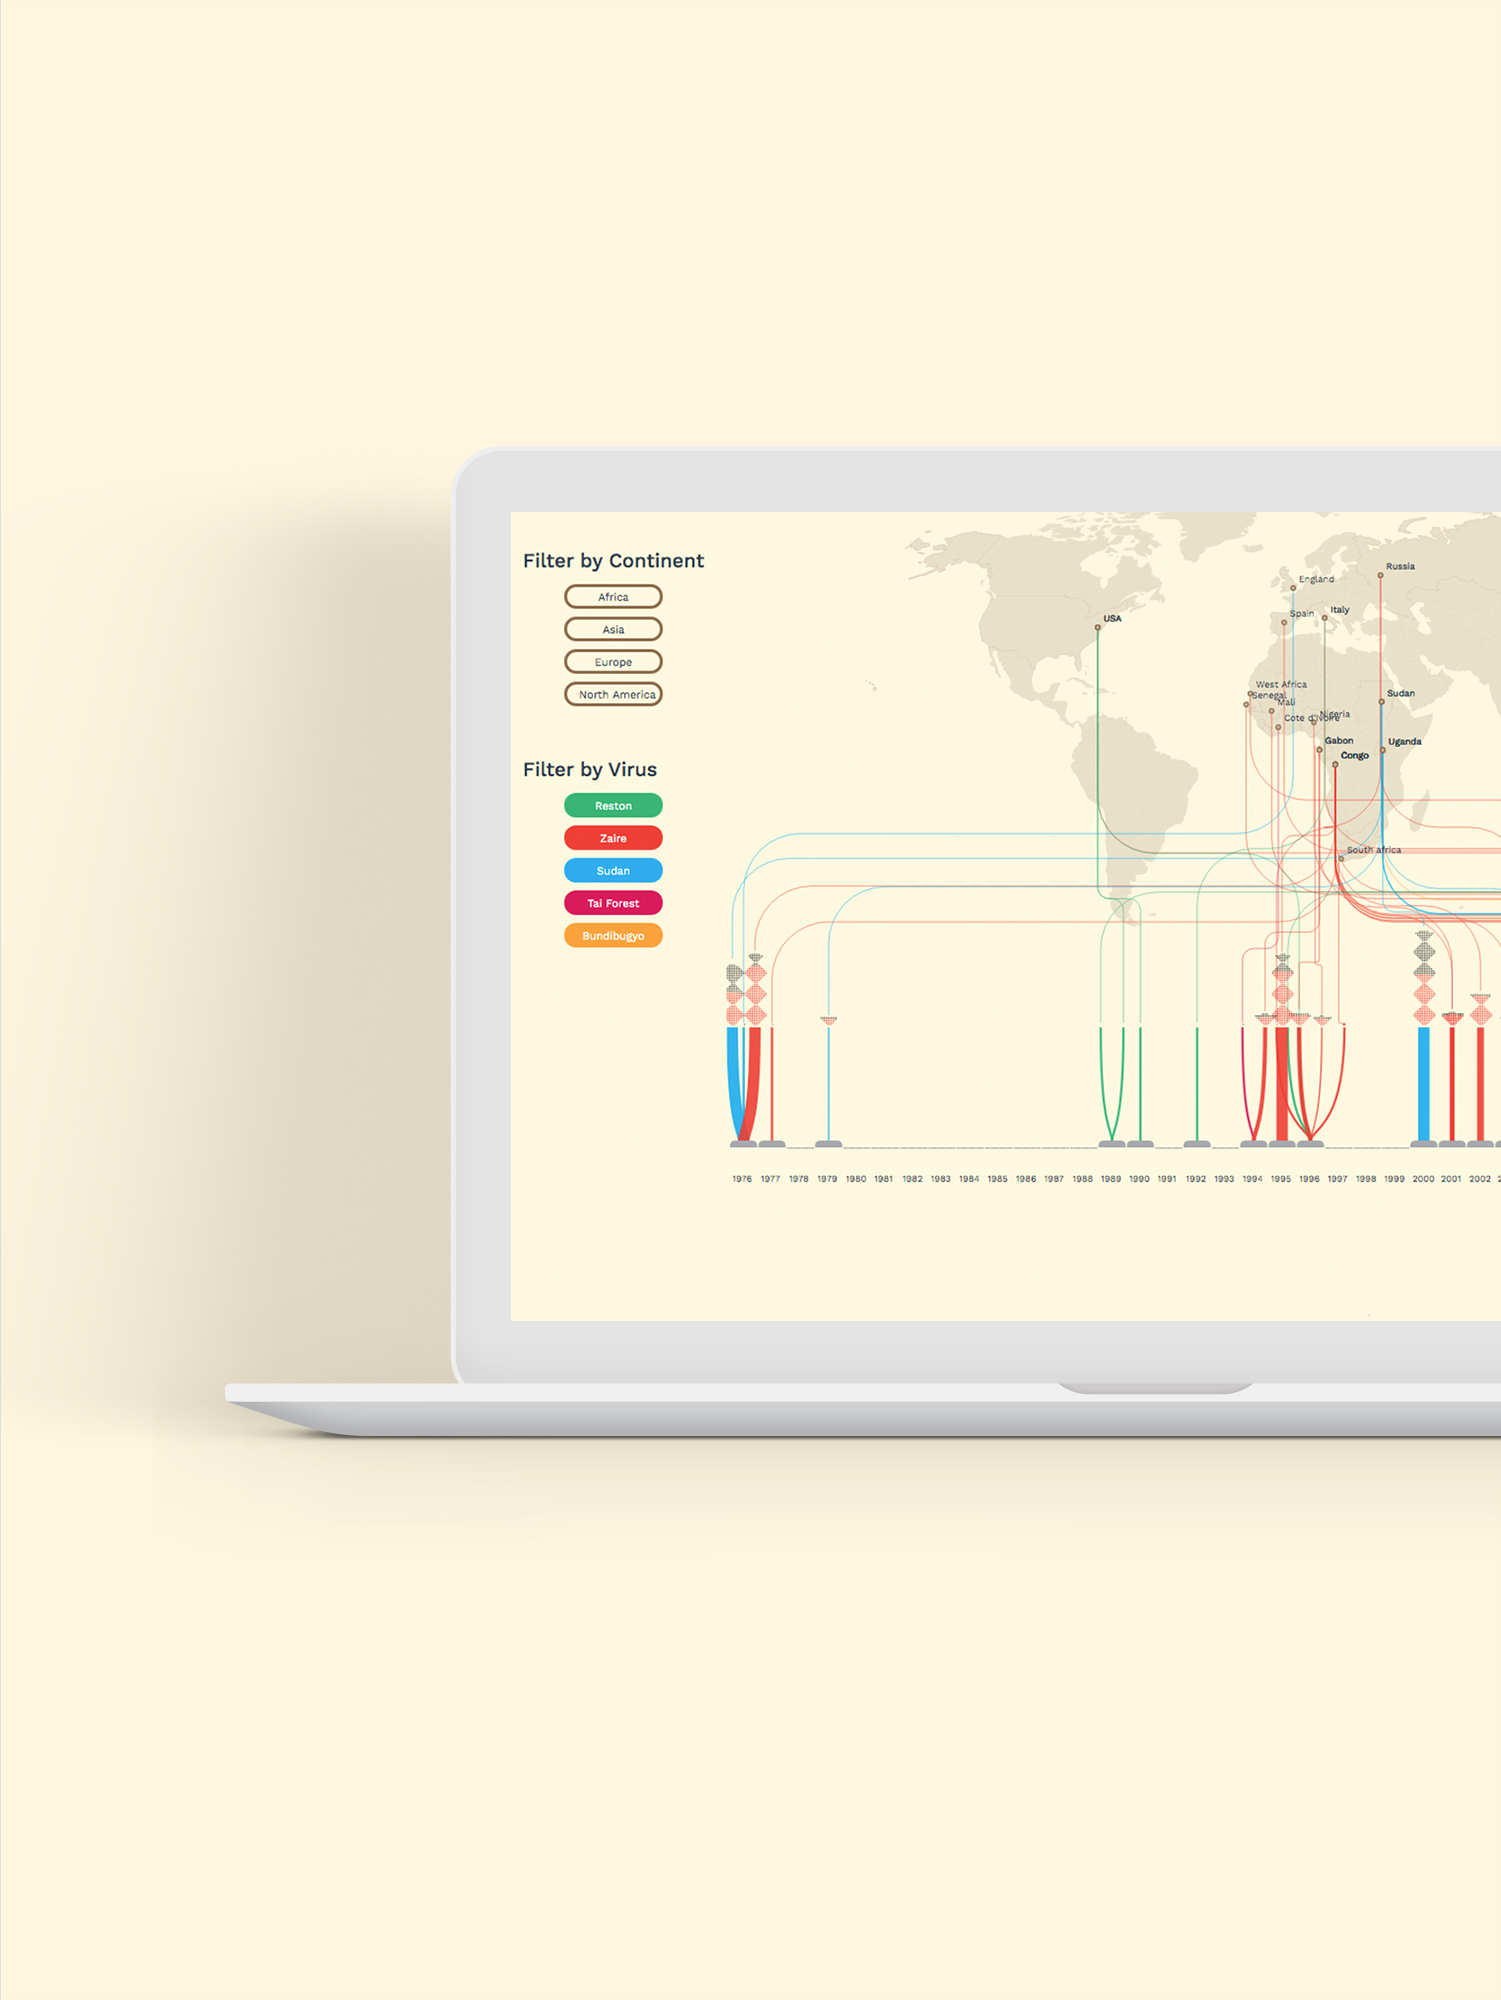 Filter by Continent
Africa
Asia
Europe
North America
Filter by Virus
Reston
Zaire
Sudan
Tai Forest
Bundibugyo
Russia
England
Italy
Spain
USA
West Africa
Senegal
Sudan
Mali
Nigeria
Cote d'Ivoire
Gabon
Uganda
Congo
South africa
1976 1977 1978 1979 1980 1981 1982 1983 1984 1985 1986 1987 1988 1989 1990 1991 1992 1993 1994 1995 1996 1997 1998 1999 2000 2001 2002